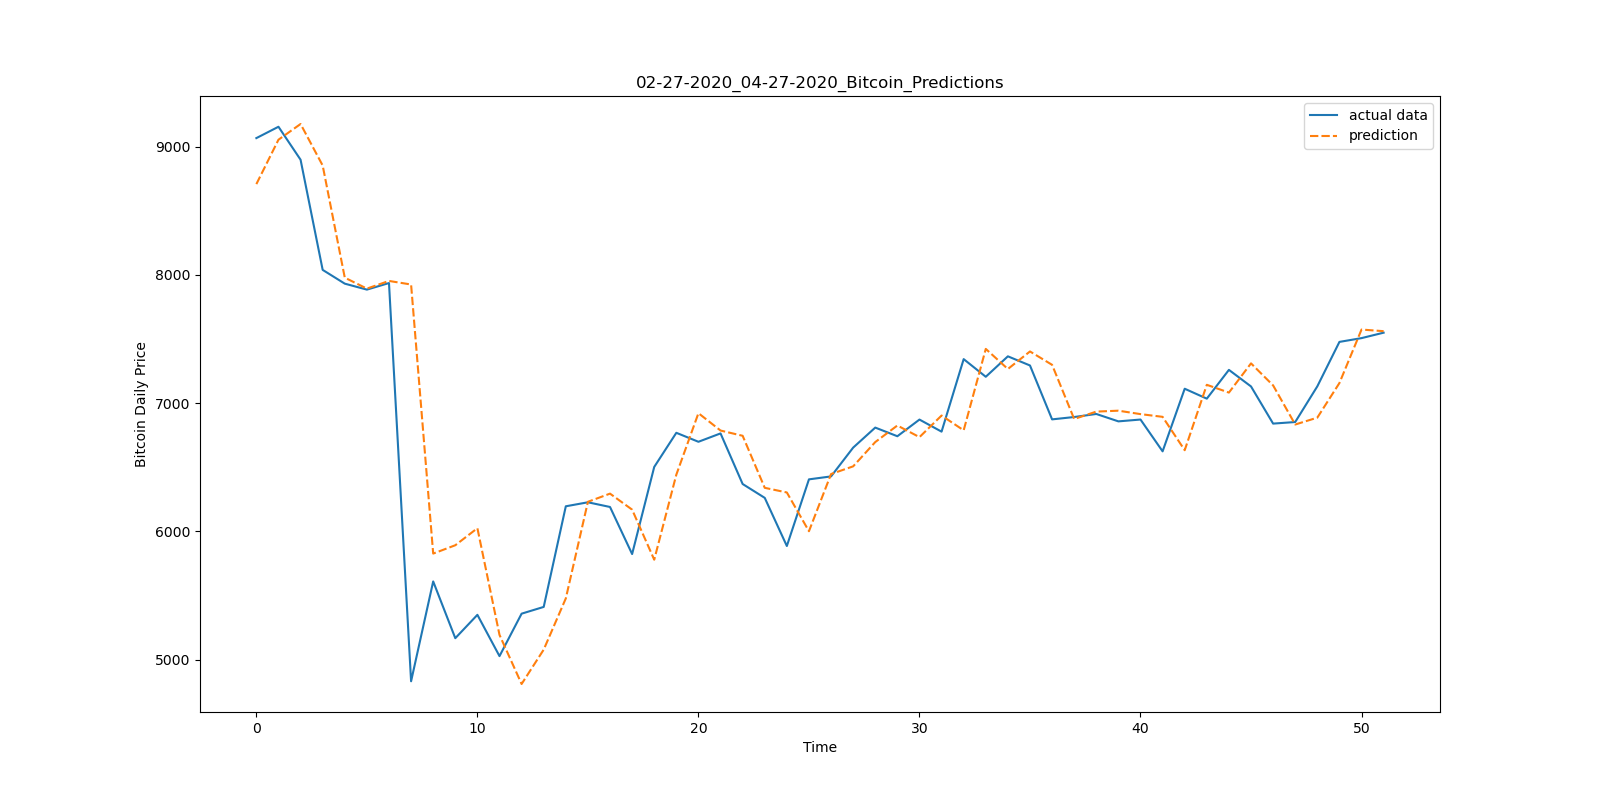 02-27-2020_04-27-2020_Bitcoin_Predictions
actual data
prediction
9000
8000
7000
6000
5000
Bitcoin Daily Price
0 10 20 30 40 50
Time